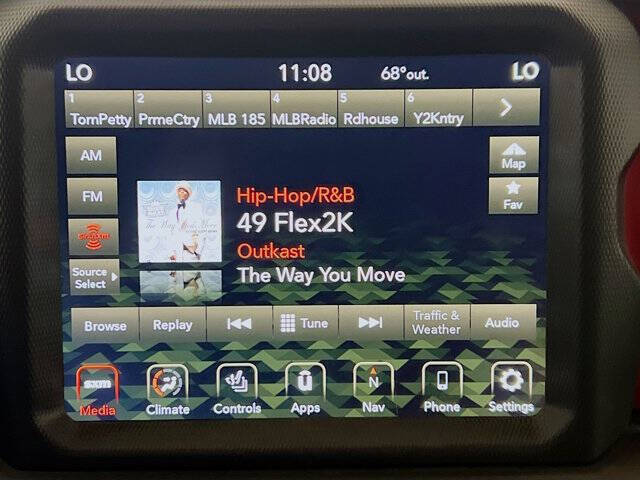 LO 11:08 68°out. LO
1 2 3 4 5 6
TomPetty PrmeCtry MLB 185 MLBRadio Rdhouse Y2Kntry
AM
Map
FM
Fav
Hip-Hop/R&B
49 Flex2K
Outkast
The Way You Move
Source
Select
Browse Replay Tune Traffic &
Weather Audio
sxm
N
Media Climate Controls Apps Nav Phone Settings